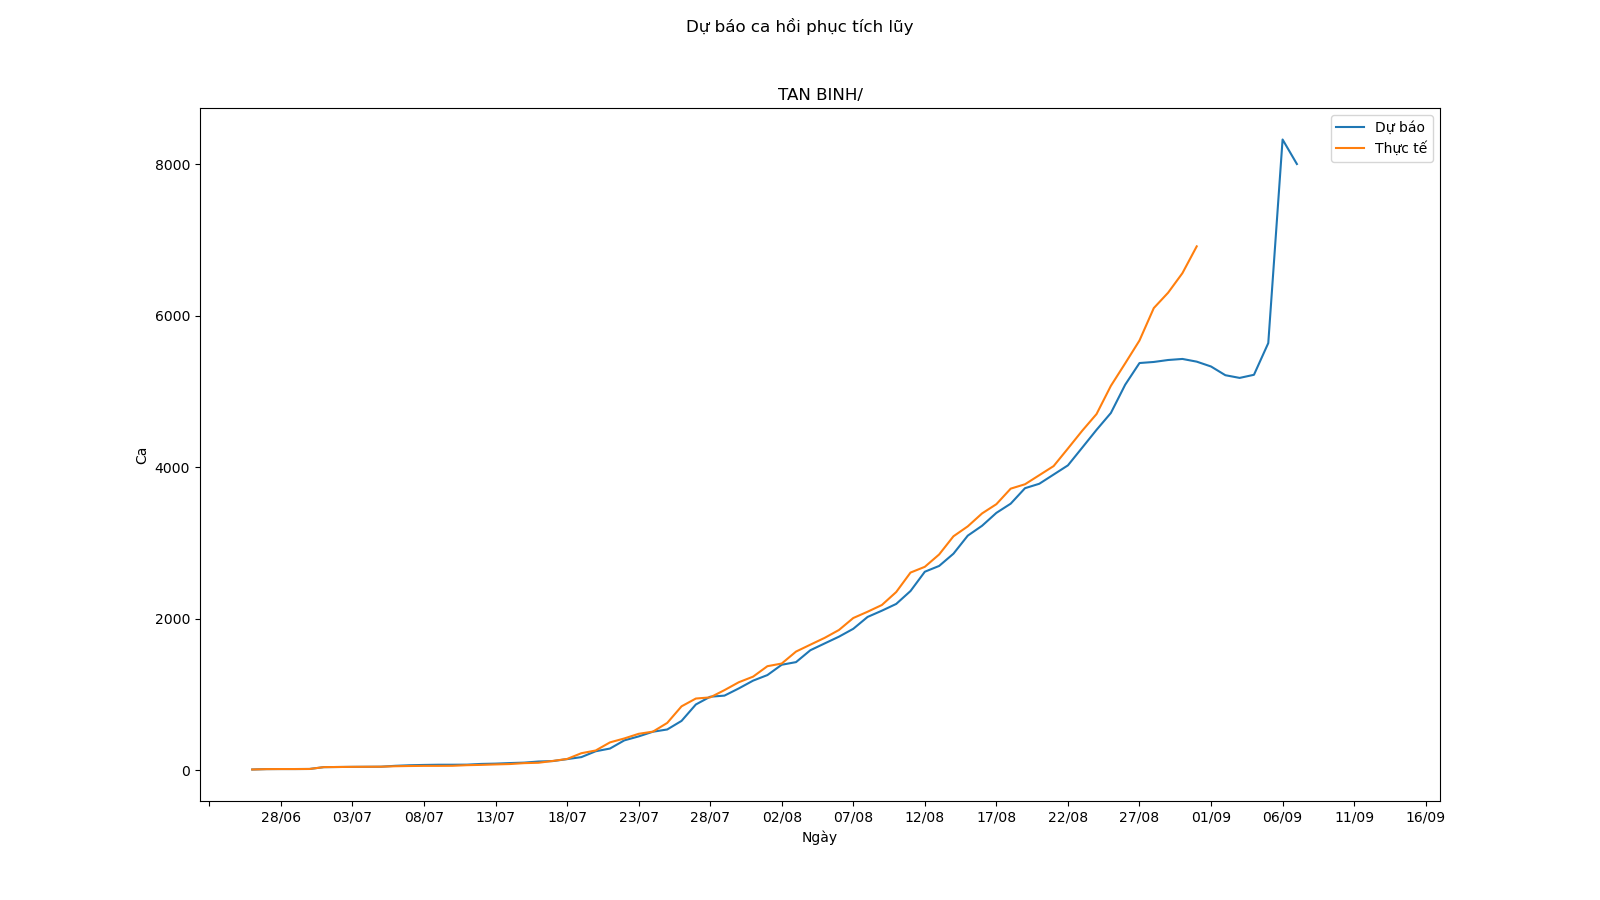 Dự báo ca hồi phục tích lũy
TAN BINH/
Dự báo
Thực tế
8000
6000
4000
2000
0
Ca
28/06 03/07 08/07 13/07 18/07 23/07 28/07 02/08 07/08 12/08 17/08 22/08 27/08 01/09 06/09 11/09 16/09
Ngày